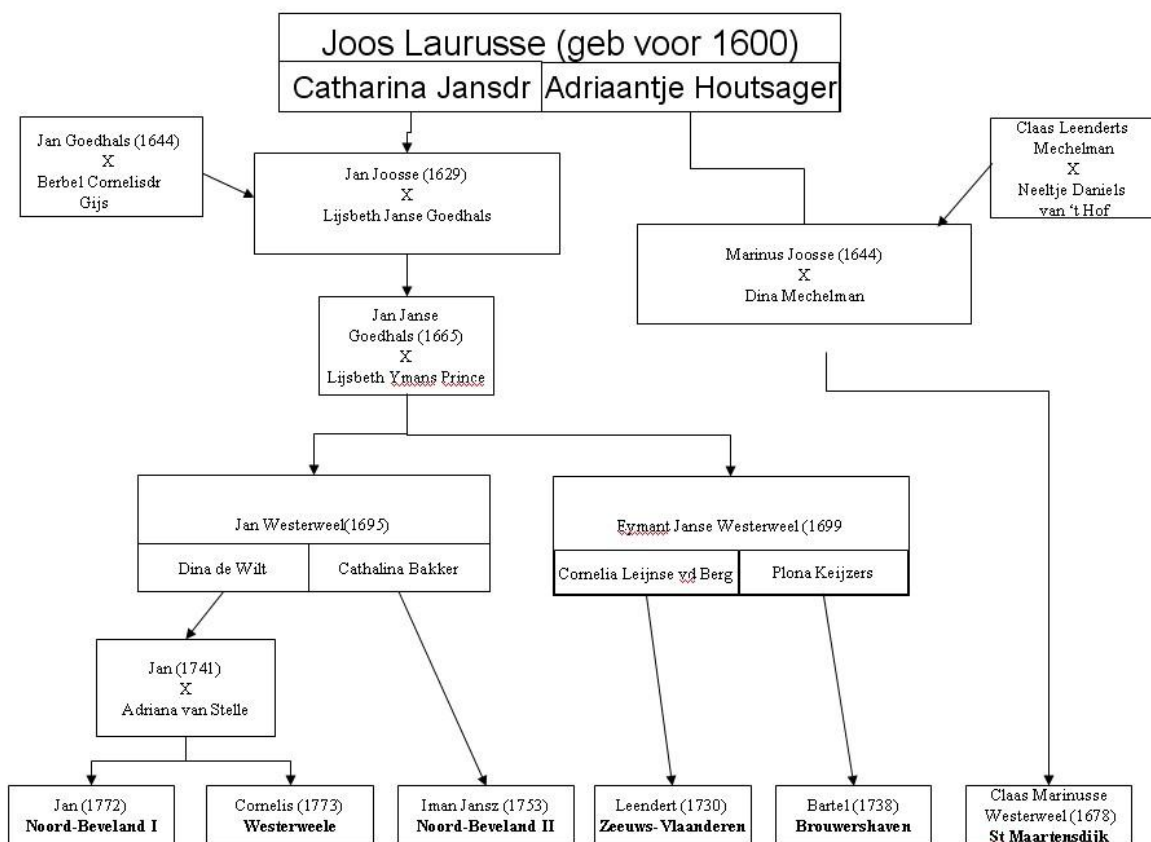 Joos Laurusse (geb voor 1600)
Catharina Jansdr
Adriaantje Houtsager
Jan Goedhals (1644)
X
Berbel Cornelisdr
Gijs
Claas Leenderts
Mechelman
X
Neeltje Daniels
van ‘t Hof
Jan Joosse (1629)
X
Lijsbeth Janse Goedhals
Marinus Joosse (1644)
X
Dina Mechelman
Jan Janse
Goedhals (1665)
X
Lijsbeth Ymans Prince
Jan Westerweel(1695)
Dina de Wilt
Cathalina Bakker
Eymant Janse Westerweel (1699
Cornelia Leijnse vd Berg
Plona Keijzers
Jan (1741)
X
Adriana van Stelle
Jan (1772)
Noord-Beveland I
Cornelis (1773)
Westerweele
Iman Jansz (1753)
Noord-Beveland II
Leendert (1730)
Zeeuws-Vlaanderen
Bartel (1738)
Brouwershaven
Claas Marinusse
Westerweel (1678)
St Maartensdijk